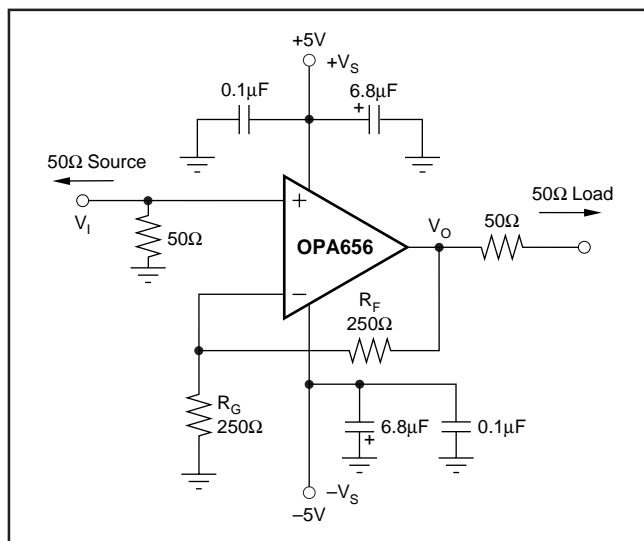 +5V
+V_S
0.1µF
6.8µF
+
50Ω Source
50Ω Load
V_I
50Ω
+
OPA656
–
V_O
50Ω
R_F
250Ω
R_G
250Ω
6.8µF
+
0.1µF
–V_S
–5V